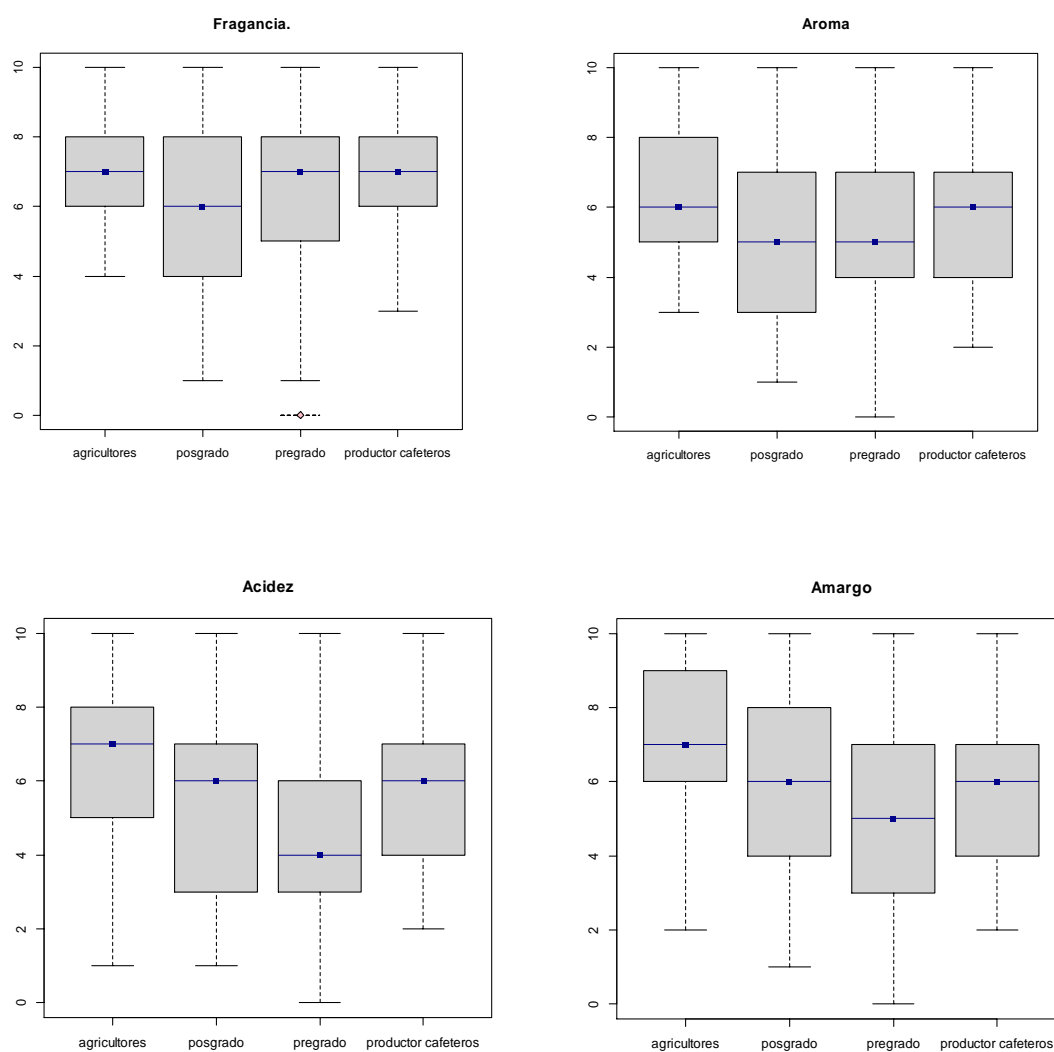 Fragancia.
0 2 4 6 8 10
agricultores posgrado pregrado productor cafeteros
Aroma
0 2 4 6 8 10
agricultores posgrado pregrado productor cafeteros
Acidez
0 2 4 6 8 10
agricultores posgrado pregrado productor cafeteros
Amargo
0 2 4 6 8 10
agricultores posgrado pregrado productor cafeteros